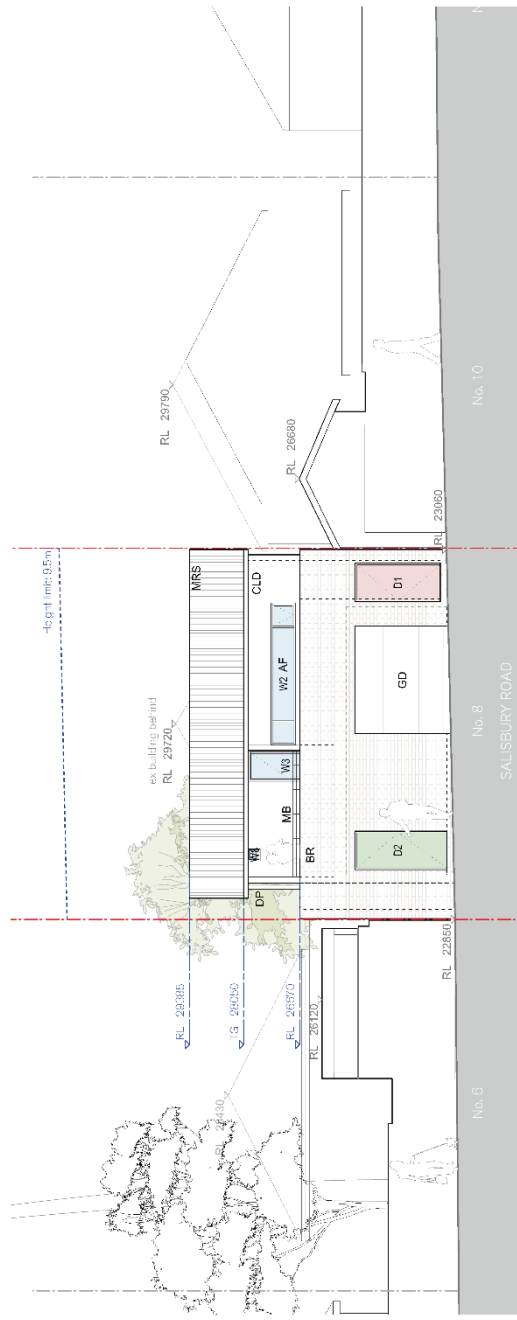 Height limit: 9.5m
ex building behind
RL 29720
RL 29790
RL 26680
RL 29385
TG 28050
RL 26570
RL 26120
MRS
CLD
W2 AF
W3
MB
DP
BR
D2
GD
D1
RL 22850
RL 23060
No. 6
No. 8
No. 10
SALISBURY ROAD